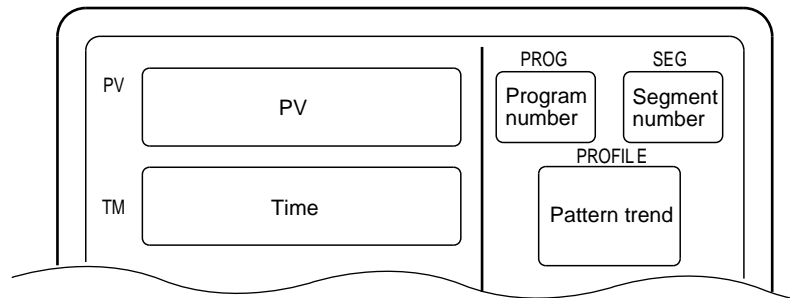 PV
PV
TM
Time
PROG
SEG
Program
number
Segment
number
PROFILE
Pattern trend